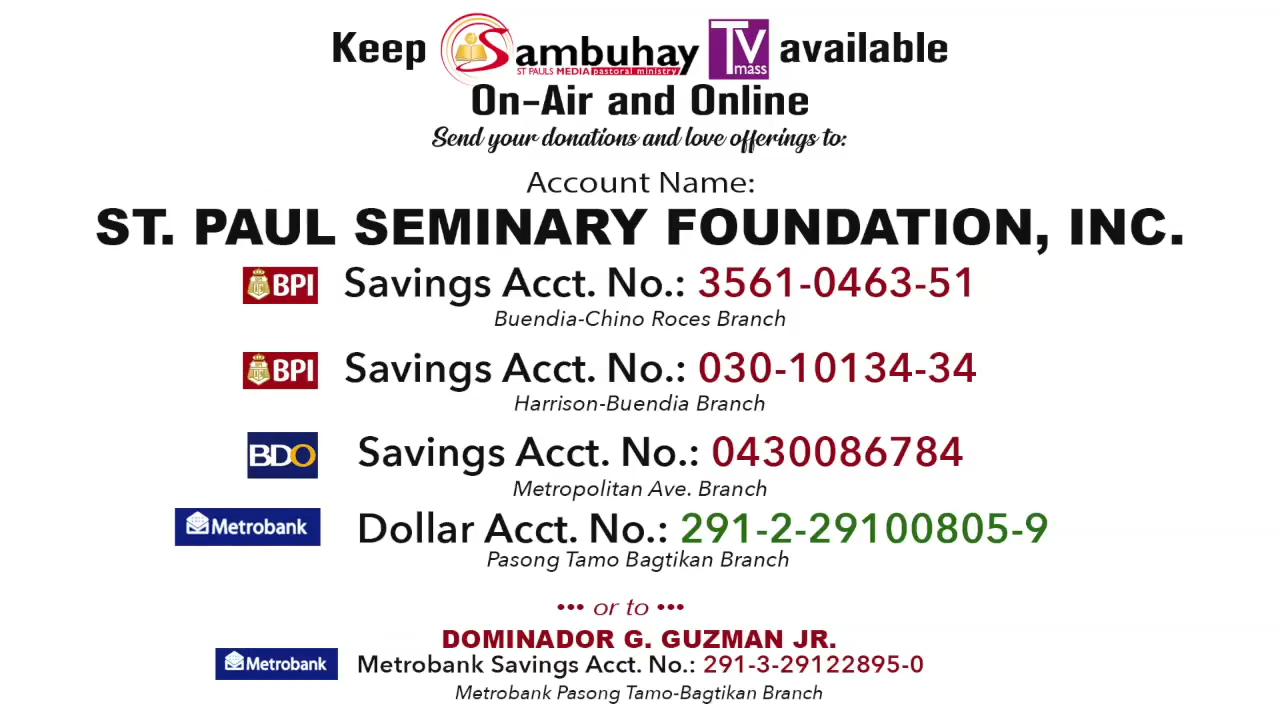 Keep Sambuhay TV mass available
ST PAULS MEDIA pastoral ministry
On-Air and Online
Send your donations and love offerings to:
Account Name:
ST. PAUL SEMINARY FOUNDATION, INC.
BPI Savings Acct. No.: 3561-0463-51
Buendia-Chino Roces Branch
BPI Savings Acct. No.: 030-10134-34
Harrison-Buendia Branch
BDO Savings Acct. No.: 0430086784
Metropolitan Ave. Branch
Metrobank Dollar Acct. No.: 291-2-29100805-9
Pasong Tamo Bagtikan Branch
••• or to •••
DOMINADOR G. GUZMAN JR.
Metrobank Metrobank Savings Acct. No.: 291-3-29122895-0
Metrobank Pasong Tamo-Bagtikan Branch